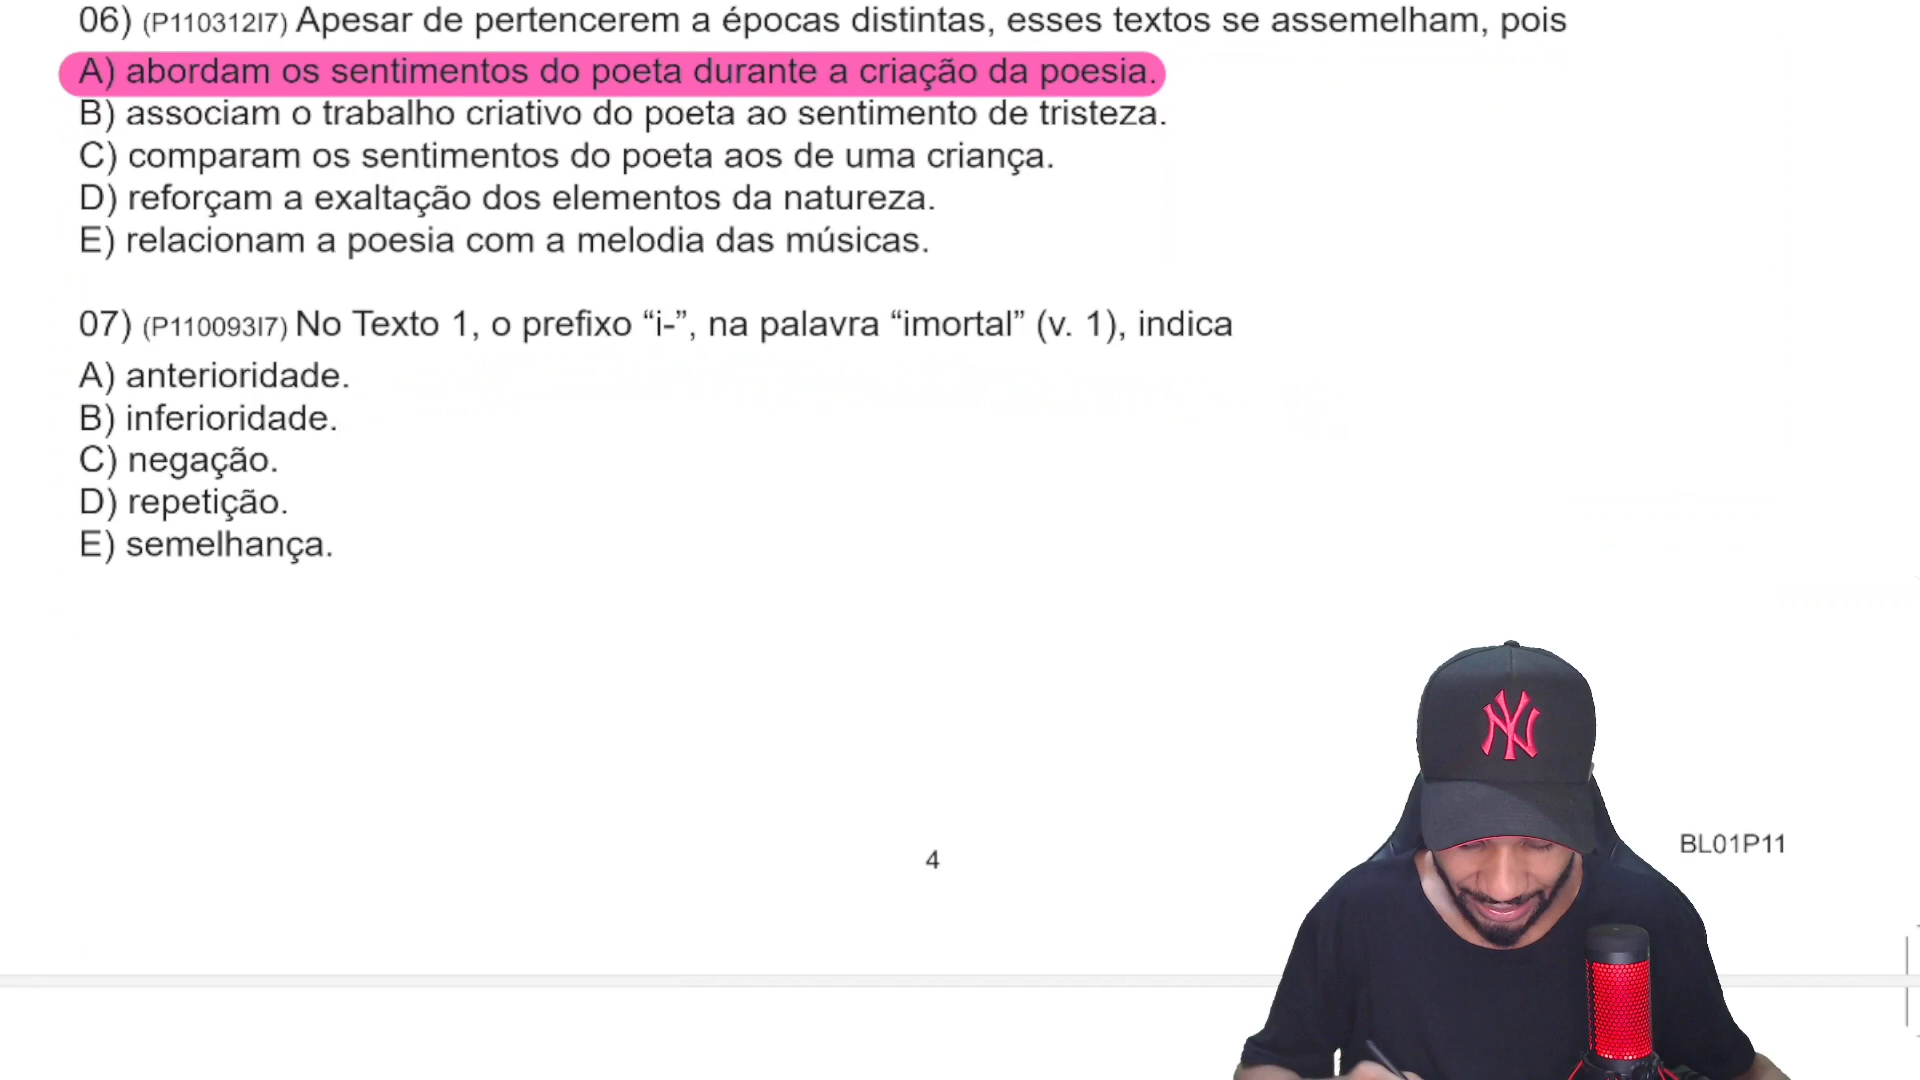 06) (P110312I7) Apesar de pertencerem a épocas distintas, esses textos se assemelham, pois
A) abordam os sentimentos do poeta durante a criação da poesia.
B) associam o trabalho criativo do poeta ao sentimento de tristeza.
C) comparam os sentimentos do poeta aos de uma criança.
D) reforçam a exaltação dos elementos da natureza.
E) relacionam a poesia com a melodia das músicas.
07) (P110093I7) No Texto 1, o prefixo “i-”, na palavra “imortal” (v. 1), indica
A) anterioridade.
B) inferioridade.
C) negação.
D) repetição.
E) semelhança.
NY
4
BL01P11